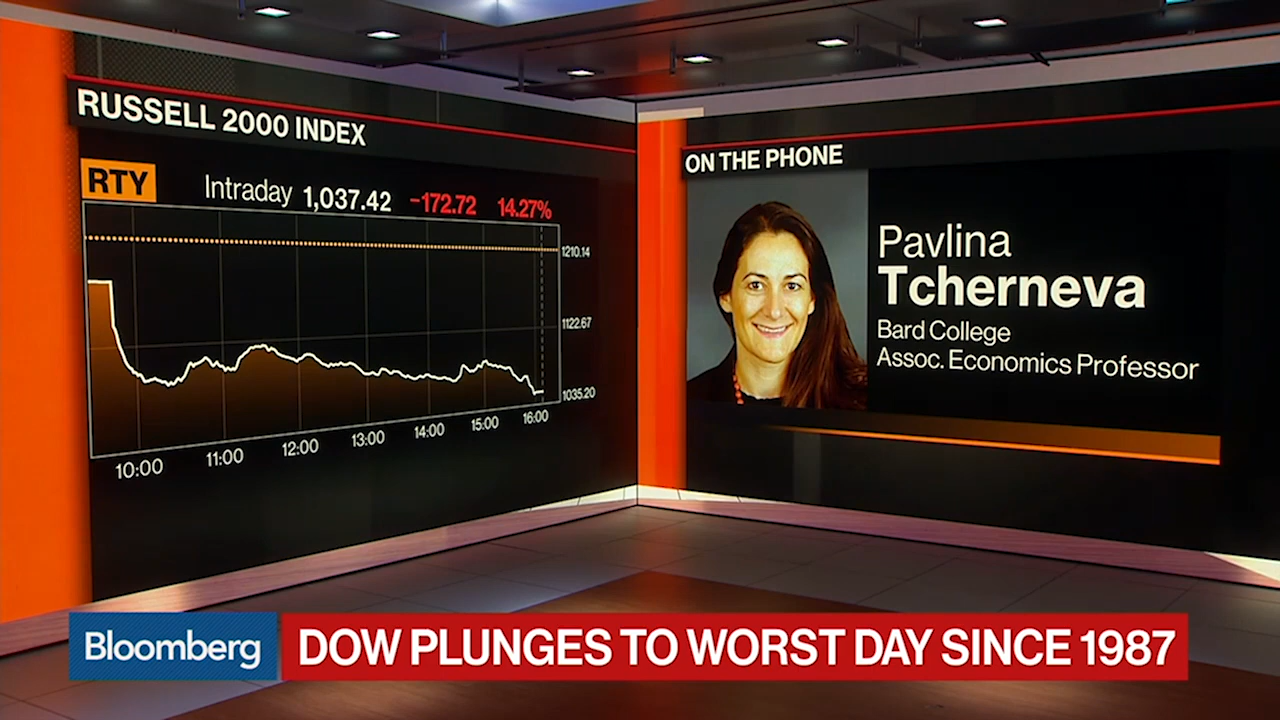 RUSSELL 2000 INDEX
RTY Intraday 1,037.42 -172.72 14.27%
1210.14
1122.67
1035.20
10:00 11:00 12:00 13:00 14:00 15:00 16:00
ON THE PHONE
Pavlina
Tcherneva
Bard College
Assoc. Economics Professor
Bloomberg DOW PLUNGES TO WORST DAY SINCE 1987